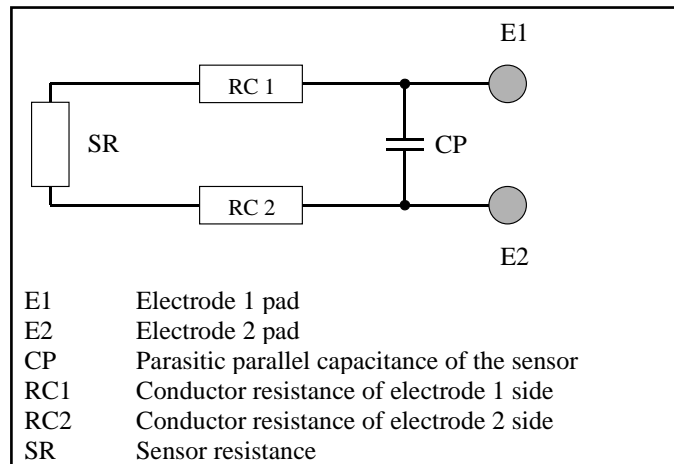 E1
RC 1
SR
CP
RC 2
E2
E1 Electrode 1 pad
E2 Electrode 2 pad
CP Parasitic parallel capacitance of the sensor
RC1 Conductor resistance of electrode 1 side
RC2 Conductor resistance of electrode 2 side
SR Sensor resistance